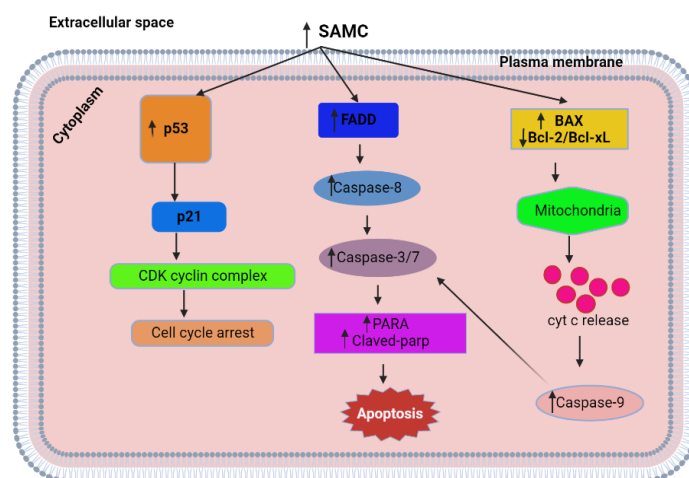 Extracellular space
SAMC
Plasma membrane
Cytoplasm
p53
p21
CDK cyclin complex
Cell cycle arrest
FADD
Caspase-8
Caspase-3/7
PARA
Claved-parp
Apoptosis
BAX
Bcl-2/Bcl-xL
Mitochondria
cyt c release
Caspase-9